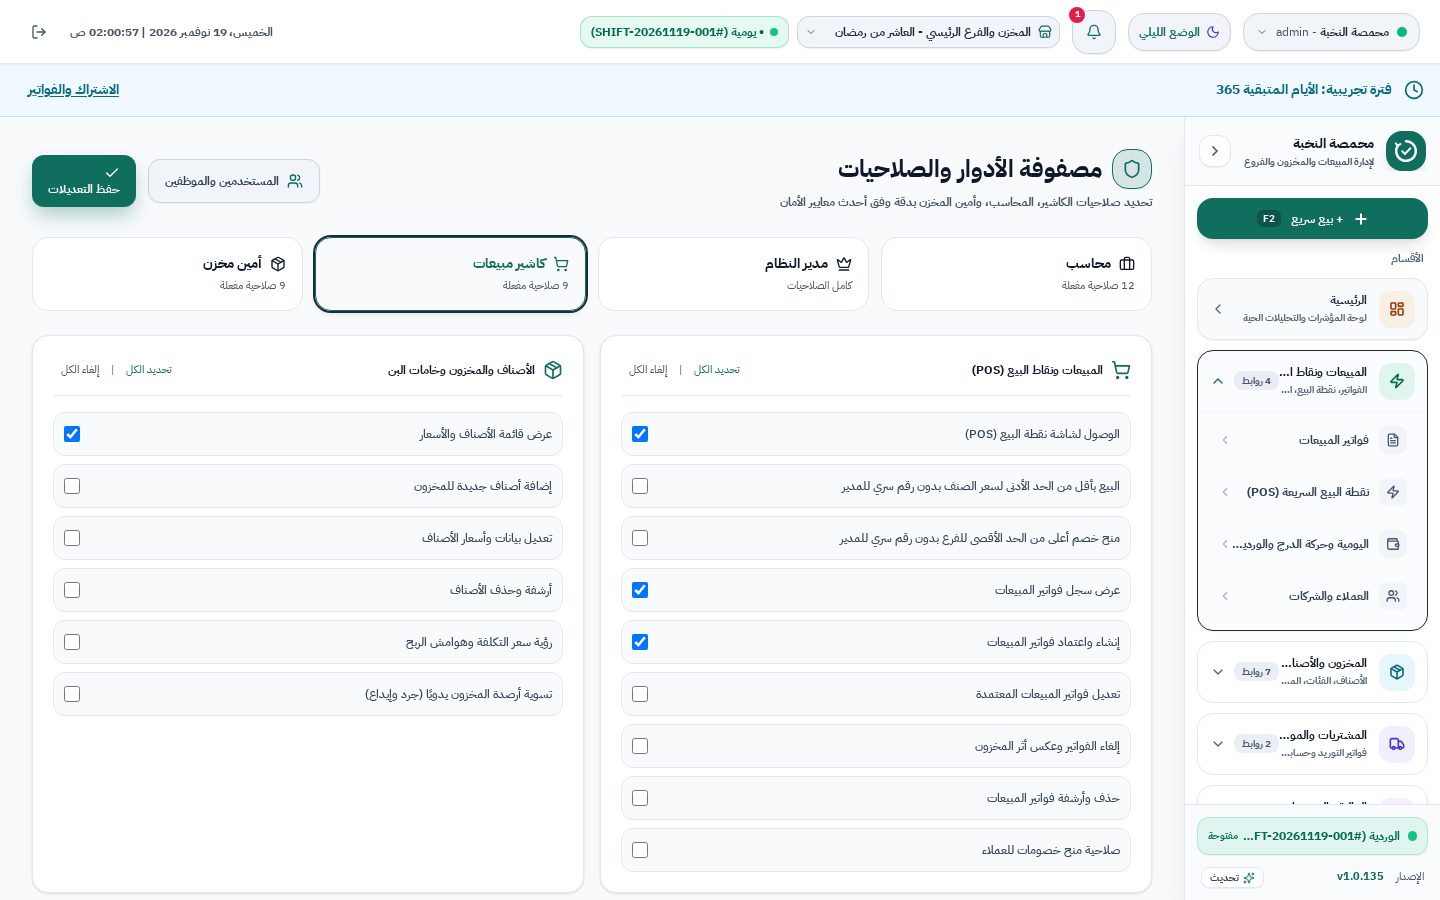 محمصة النخبة - admin
الوضع الليلي
1
المخزن والفرع الرئيسي - العاشر من رمضان
• يومية (#SHIFT-20261119-001)
الخميس، 19 نوفمبر 2026 | 02:00:57 ص
فترة تجريبية: الأيام المتبقية 365
الاشتراك والفواتير
محمصة النخبة
لإدارة المبيعات والمخزون والفروع
+ بيع سريع F2
الأقسام
الرئيسية
لوحة المؤشرات والتحليلات الحية
المبيعات ونقاط ا...
4 روابط
الفواتير، نقطة البيع، ا...
فواتير المبيعات
نقطة البيع السريعة (POS)
اليومية وحركة الدرج والورديـ...
العملاء والشركات
المخزون والأصنا...
7 روابط
الأصناف، الفئات، المـ...
المشتريات والمو...
2 روابط
فواتير التوريد وحسابـ...
الوردية (#FT-20261119-001...
مفتوحة
الإصدار v1.0.135
تحديث
مصفوفة الأدوار والصلاحيات
تحديد صلاحيات الكاشير، المحاسب، وأمين المخزن بدقة وفق أحدث معايير الأمان
المستخدمين والموظفين
حفظ التعديلات
محاسب
12 صلاحية مفعلة
مدير النظام
كامل الصلاحيات
كاشير مبيعات
9 صلاحية مفعلة
أمين مخزن
9 صلاحية مفعلة
المبيعات ونقاط البيع (POS)
تحديد الكل | إلغاء الكل
الوصول لشاشة نقطة البيع (POS)
البيع بأقل من الحد الأدنى لسعر الصنف بدون رقم سري للمدير
منح خصم أعلى من الحد الأقصى للفرع بدون رقم سري للمدير
عرض سجل فواتير المبيعات
إنشاء واعتماد فواتير المبيعات
تعديل فواتير المبيعات المعتمدة
إلغاء الفواتير وعكس أثر المخزون
حذف وأرشفة فواتير المبيعات
صلاحية منح خصومات للعملاء
الأصناف والمخزون وخامات البن
تحديد الكل | إلغاء الكل
عرض قائمة الأصناف والأسعار
إضافة أصناف جديدة للمخزون
تعديل بيانات وأسعار الأصناف
أرشفة وحذف الأصناف
رؤية سعر التكلفة وهوامش الربح
تسوية أرصدة المخزون يدويًا (جرد وإيداع)